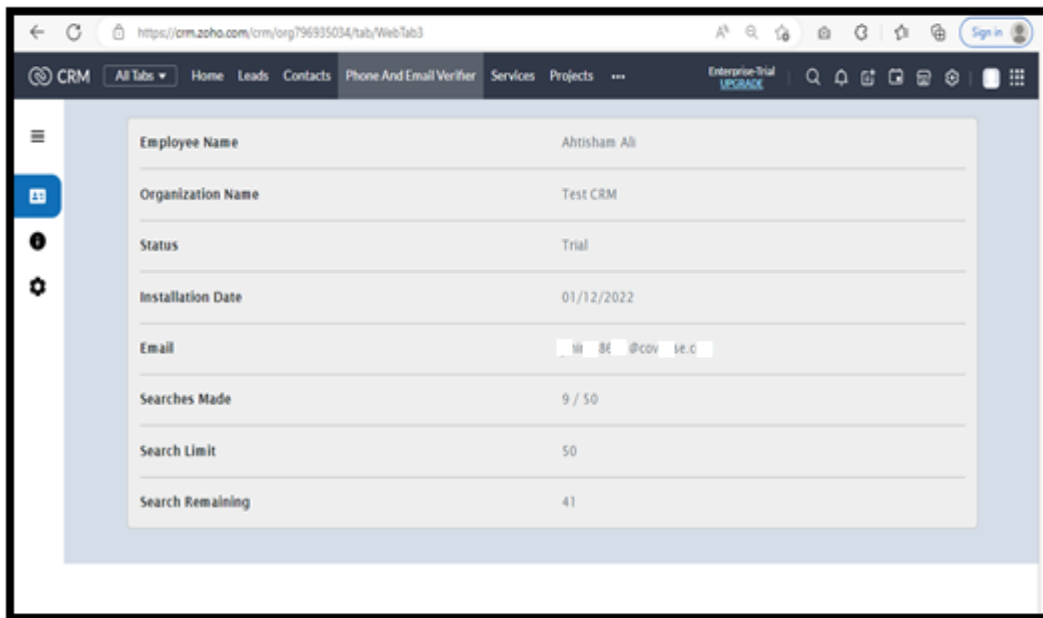 https://crm.zoho.com/crm/org796935034/tab/WebTab3
Sign in
CRM All Tabs Home Leads Contacts Phone And Email Verifier Services Projects ••• Enterprise-Trial
UPGRADE
Employee Name Ahtisham Ali
Organization Name Test CRM
Status Trial
Installation Date 01/12/2022
Email
Searches Made 9 / 50
Search Limit 50
Search Remaining 41